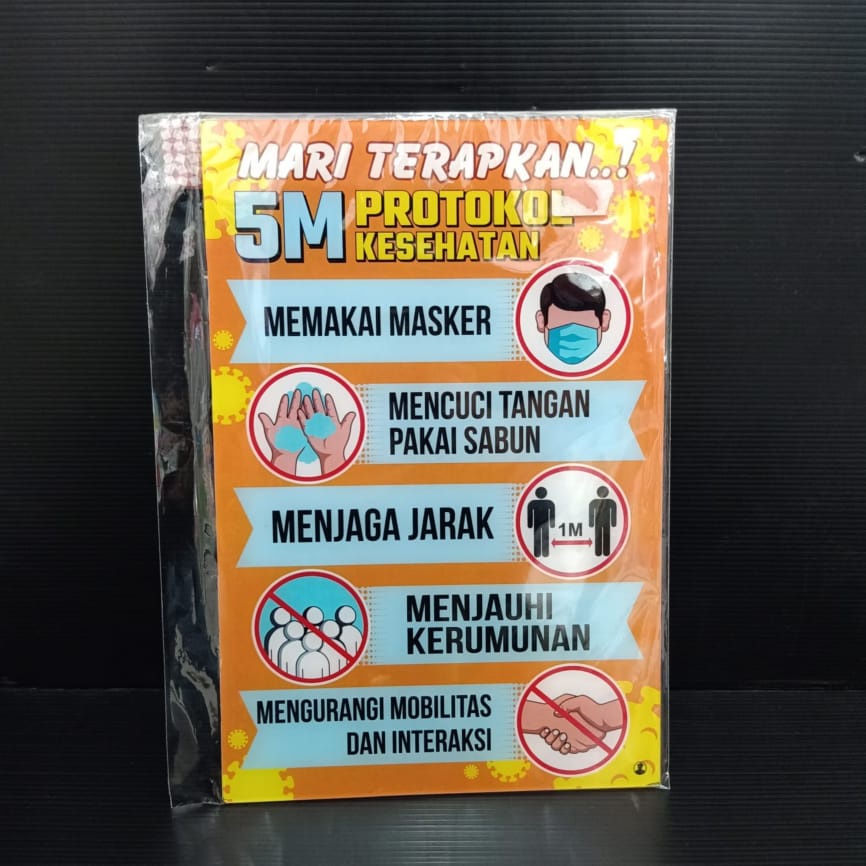 MARI TERAPKAN..!
5M PROTOKOL
KESEHATAN
MEMAKAI MASKER
MENCUCI TANGAN
PAKAI SABUN
MENJAGA JARAK
1M
MENJAUHI
KERUMUNAN
MENGURANGI MOBILITAS
DAN INTERAKSI